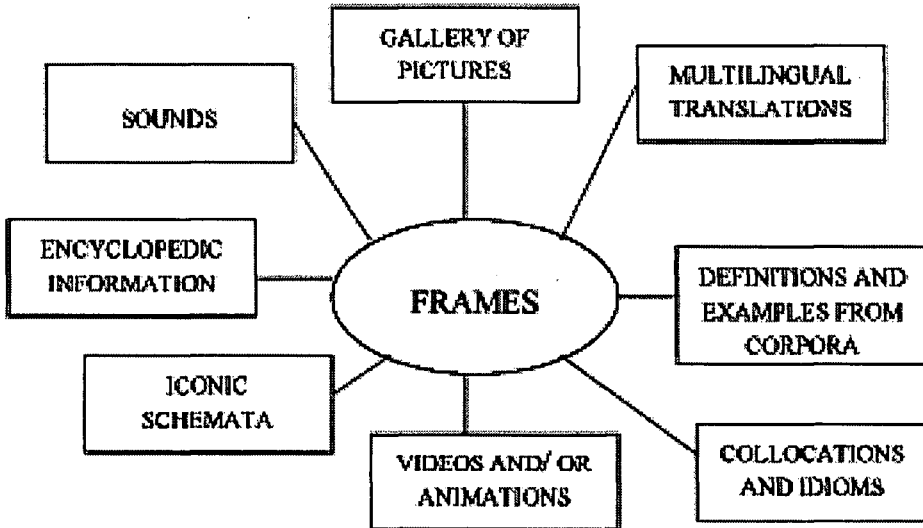 GALLERY OF
PICTURES
MULTILINGUAL
TRANSLATIONS
SOUNDS
ENCYCLOPEDIC
INFORMATION
FRAMES
DEFINITIONS AND
EXAMPLES FROM
CORPORA
ICONIC
SCHEMATA
VIDEOS AND/ OR
ANIMATIONS
COLLOCATIONS
AND IDIOMS